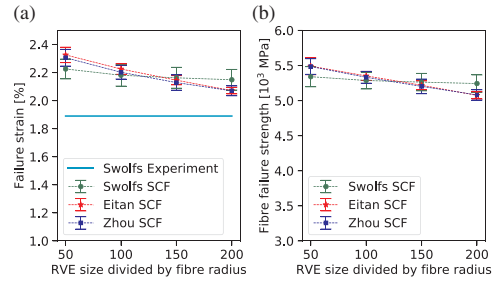 (a)
(b)
Failure strain [%]
2.4
2.2
2.0
1.8
1.6
1.4
1.2
1.0
Swolfs Experiment
Swolfs SCF
Eitan SCF
Zhou SCF
50
100
150
200
RVE size divided by fibre radius
Fibre failure strength [10³ MPa]
6.0
5.5
5.0
4.5
4.0
3.5
3.0
Swolfs SCF
Eitan SCF
Zhou SCF
50
100
150
200
RVE size divided by fibre radius